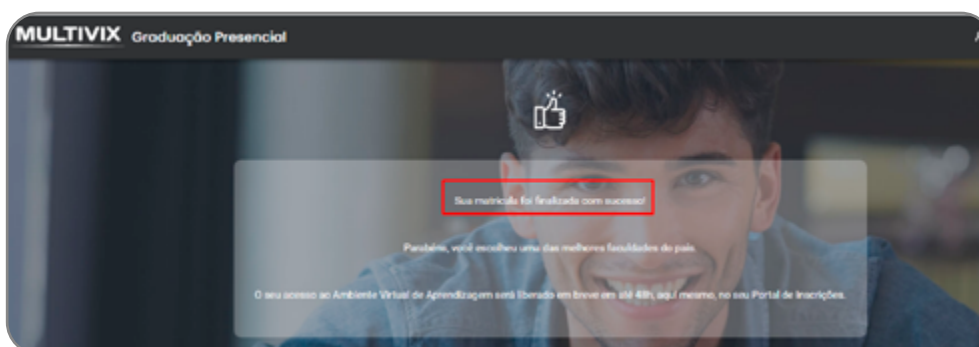 MULTIVIX Graduação Presencial
Sua matrícula foi finalizada com sucesso!
Parabéns, você escolheu uma das melhores faculdades do país.
O seu acesso ao Ambiente Virtual de Aprendizagem será liberado em breve em até 48h, aqui mesmo, no seu Portal de Inscrições.